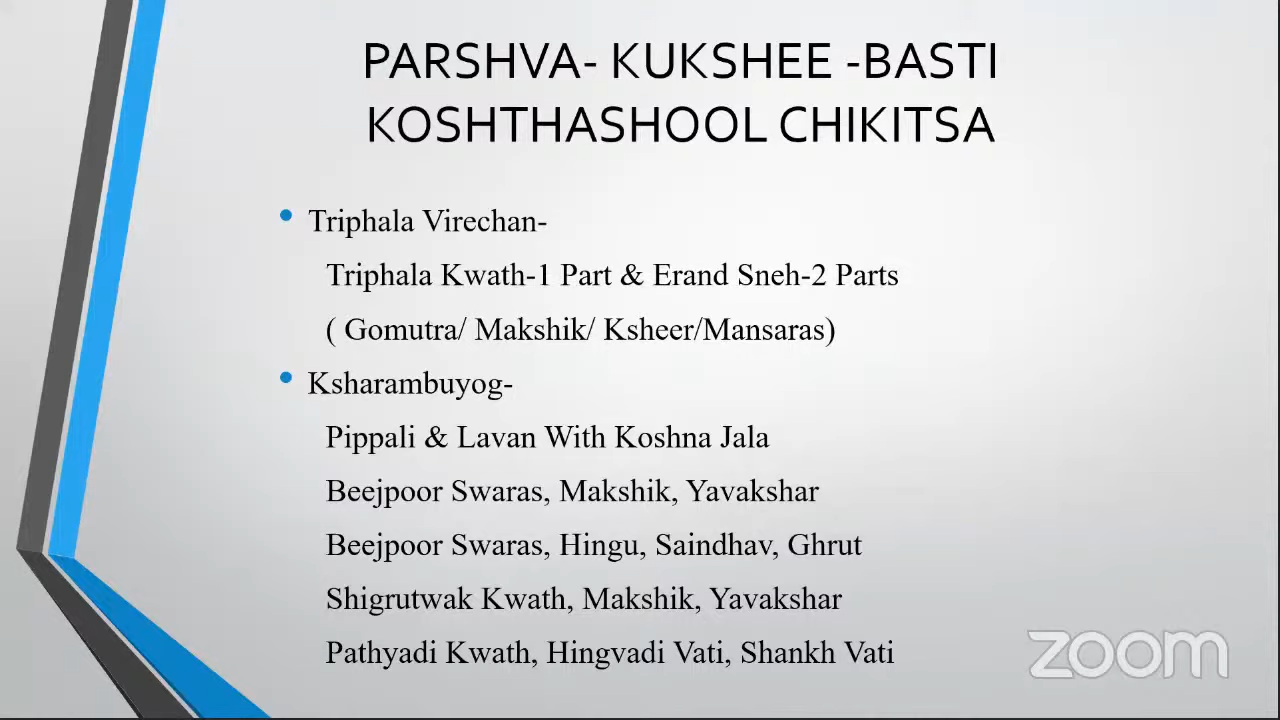 PARSHVA- KUKSHEE -BASTI
KOSHTHASHOOL CHIKITSA
• Triphala Virechan-
Triphala Kwath-1 Part & Erand Sneh-2 Parts
( Gomutra/ Makshik/ Ksheer/Mansaras)
• Ksharambuyog-
Pippali & Lavan With Koshna Jala
Beejpoor Swaras, Makshik, Yavakshar
Beejpoor Swaras, Hingu, Saindhav, Ghrut
Shigrutwak Kwath, Makshik, Yavakshar
Pathyadi Kwath, Hingvadi Vati, Shankh Vati
zoom